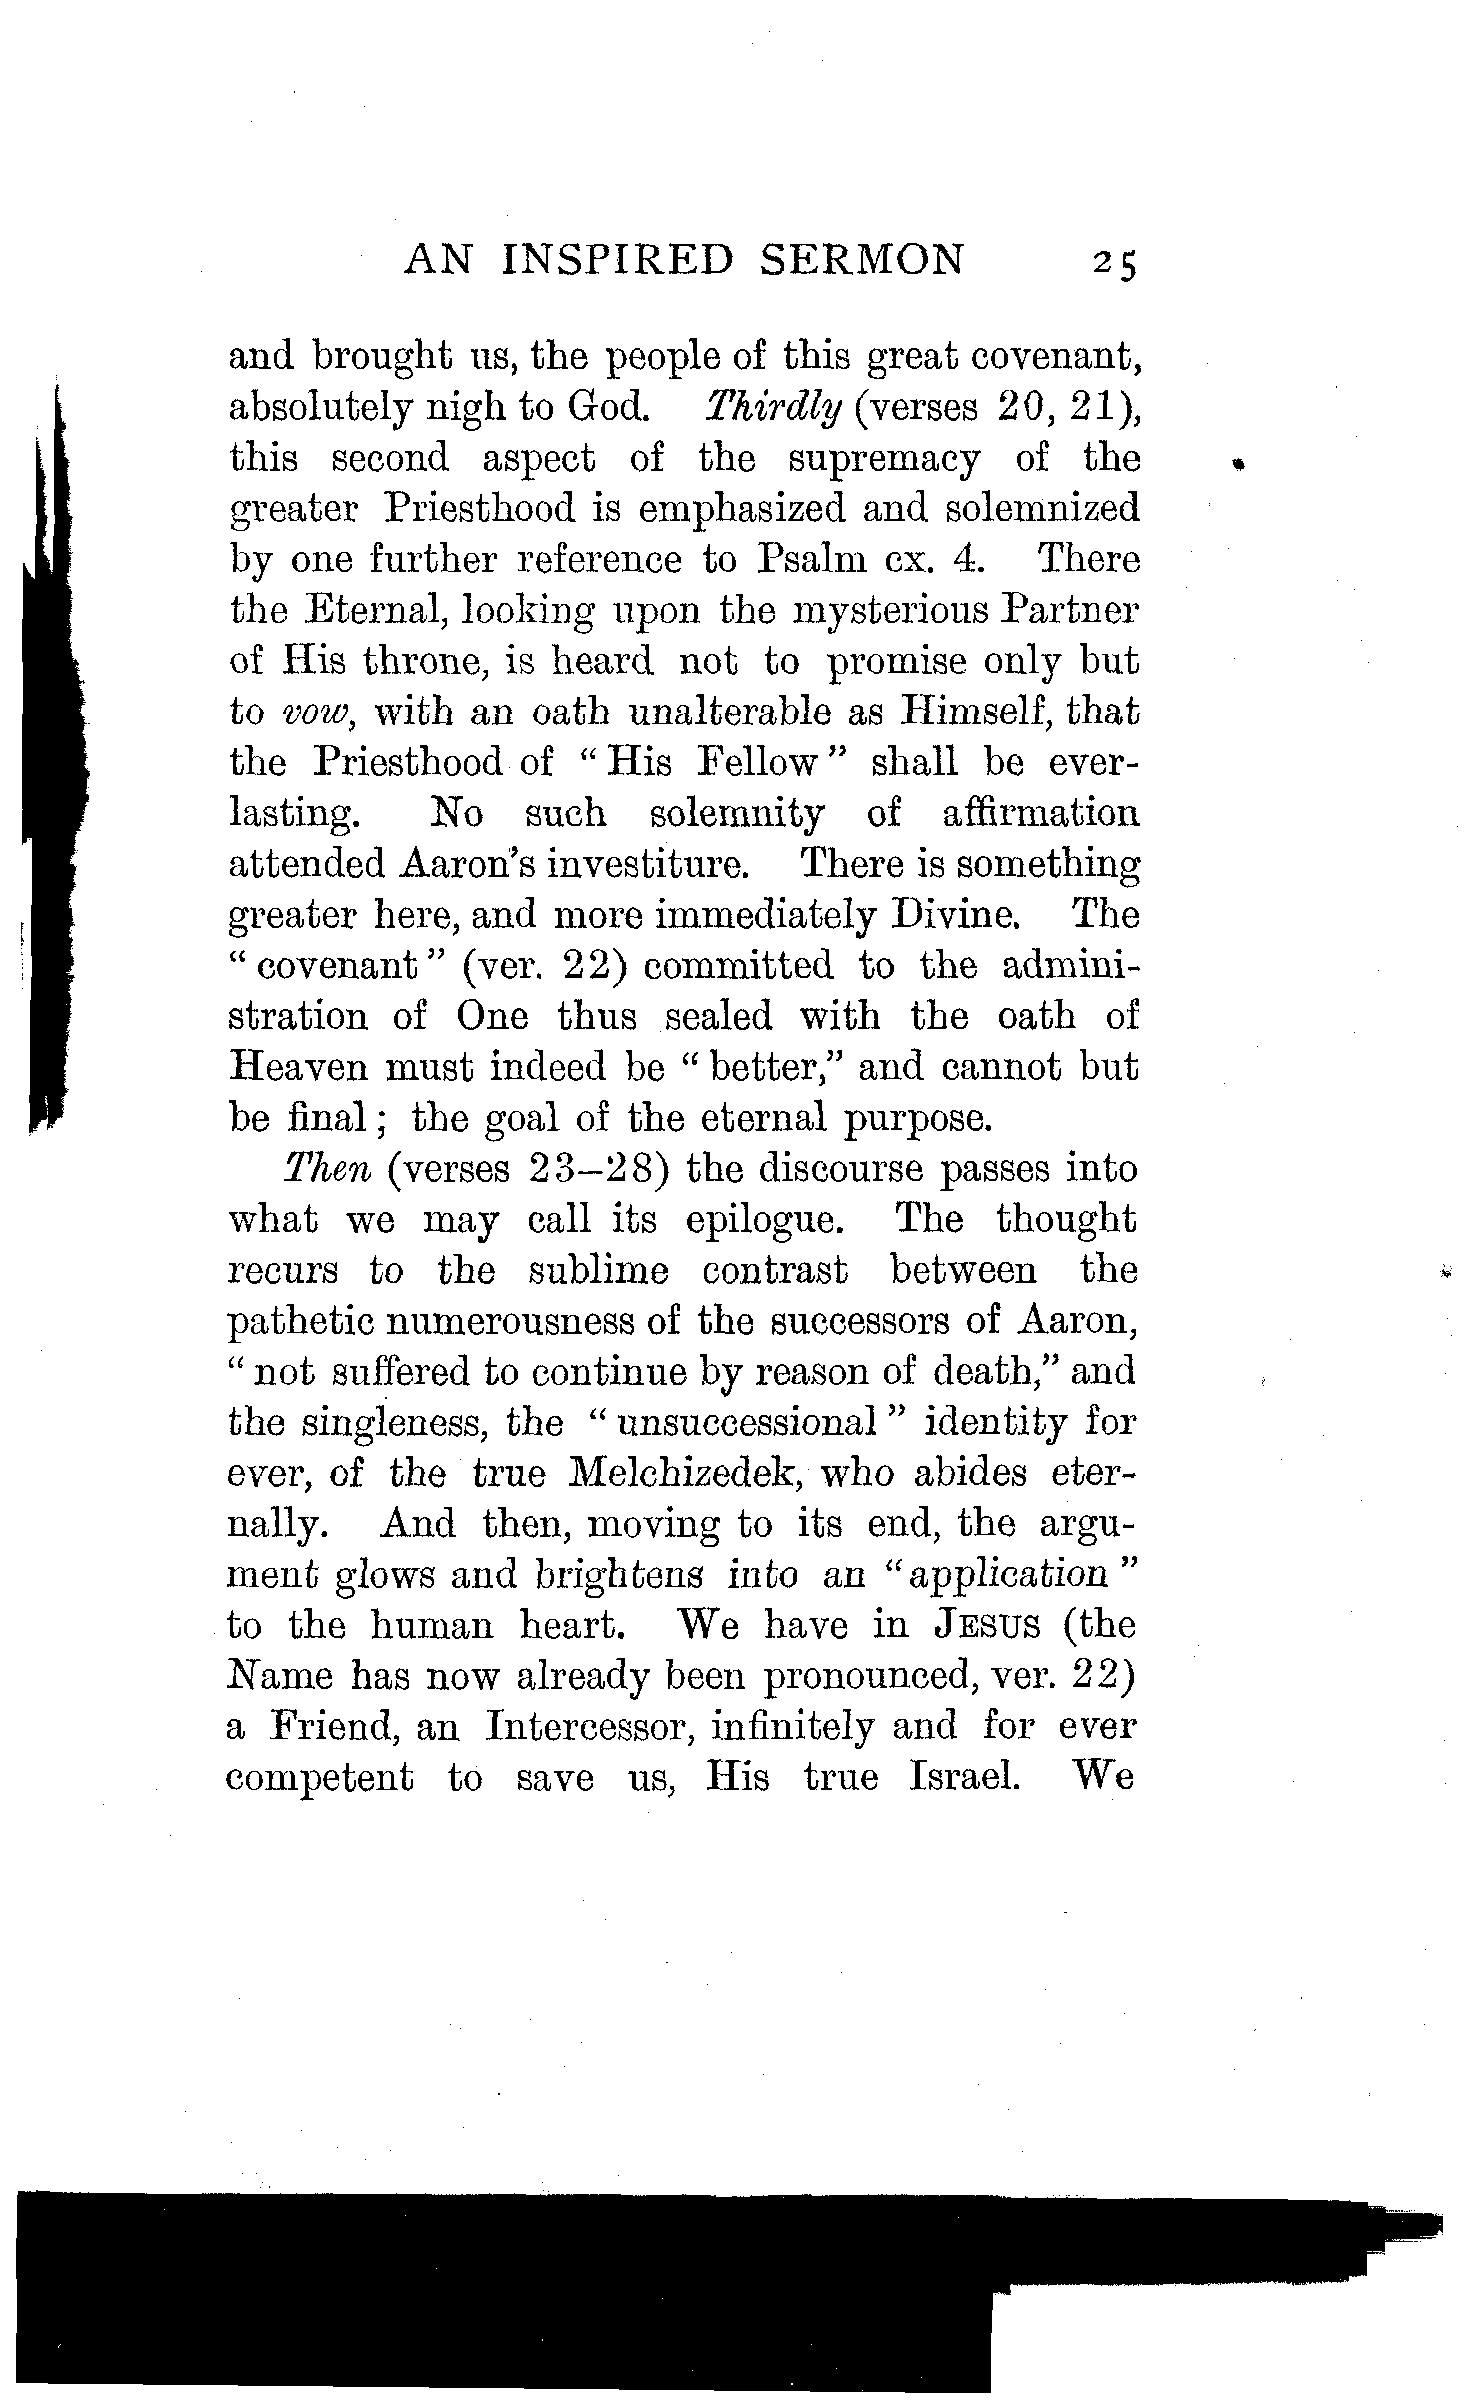 AN INSPIRED SERMON 25
and brought us, the people of this great covenant,
absolutely nigh to God. Thirdly (verses 20, 21),
this second aspect of the supremacy of the
greater Priesthood is emphasized and solemnized
by one further reference to Psalm cx. 4. There
the Eternal, looking upon the mysterious Partner
of His throne, is heard not to promise only but
to vow, with an oath unalterable as Himself, that
the Priesthood of “His Fellow” shall be ever-
lasting. No such solemnity of affirmation
attended Aaron's investiture. There is something
greater here, and more immediately Divine. The
“covenant” (ver. 22) committed to the admini-
stration of One thus sealed with the oath of
Heaven must indeed be “better,” and cannot but
be final; the goal of the eternal purpose.
Then (verses 23–28) the discourse passes into
what we may call its epilogue. The thought
recurs to the sublime contrast between the
pathetic numerousness of the successors of Aaron,
“not suffered to continue by reason of death,” and
the singleness, the “unsuccessional” identity for
ever, of the true Melchizedek, who abides eter-
nally. And then, moving to its end, the argu-
ment glows and brightens into an “application”
to the human heart. We have in JESUS (the
Name has now already been pronounced, ver. 22)
a Friend, an Intercessor, infinitely and for ever
competent to save us, His true Israel. We